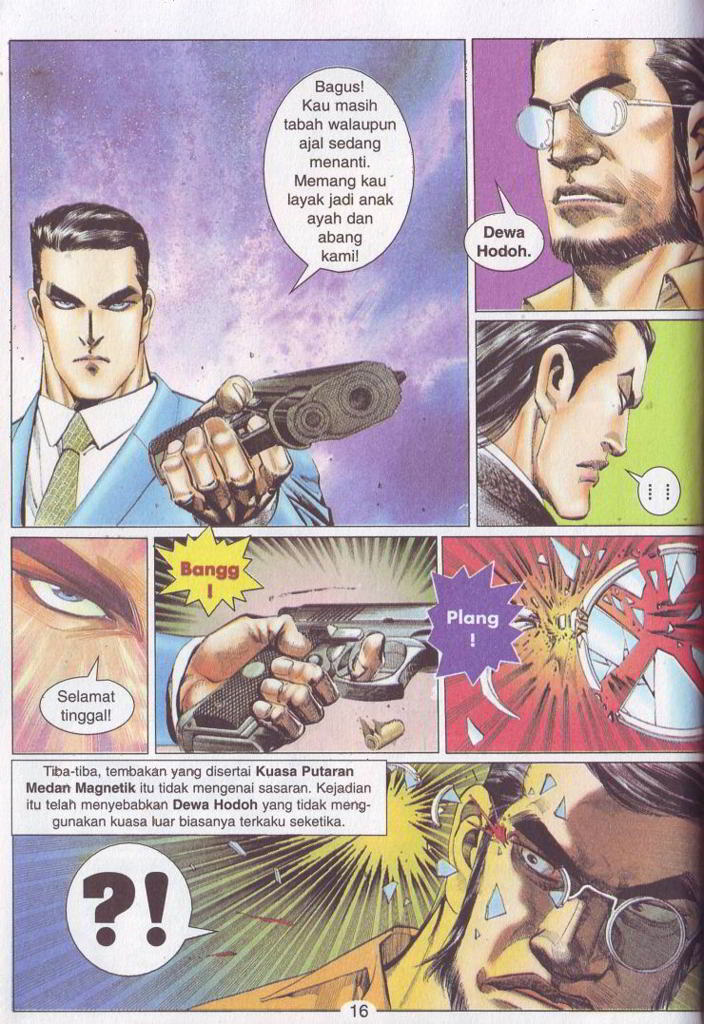 Bagus!
Kau masih
tabah walaupun
ajal sedang
menanti.
Memang kau
layak jadi anak
ayah dan
abang
kami!
Dewa
Hodoh.
⋮ ⋮
Selamat
tinggal!
Bangg
!
Plang
!
Tiba-tiba, tembakan yang disertai Kuasa Putaran
Medan Magnetik itu tidak mengenai sasaran. Kejadian
itu telah menyebabkan Dewa Hodoh yang tidak meng-
gunakan kuasa luar biasanya terkaku seketika.
?!
16